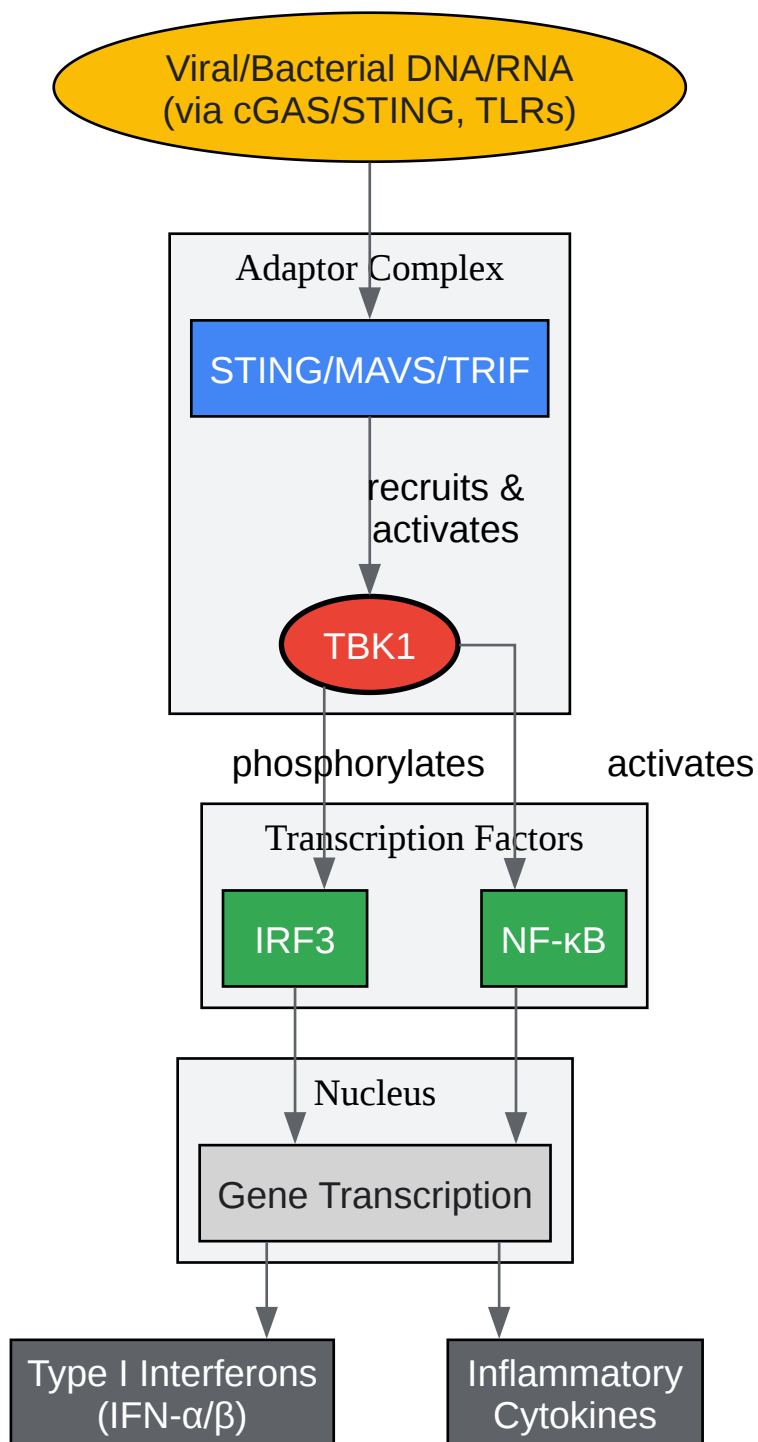 Viral/Bacterial DNA/RNA
(via cGAS/STING, TLRs)
Adaptor Complex
STING/MAVS/TRIF
recruits &
activates
TBK1
phosphorylates
activates
Transcription Factors
IRF3
NF-κB
Nucleus
Gene Transcription
Type I Interferons
(IFN-α/β)
Inflammatory
Cytokines